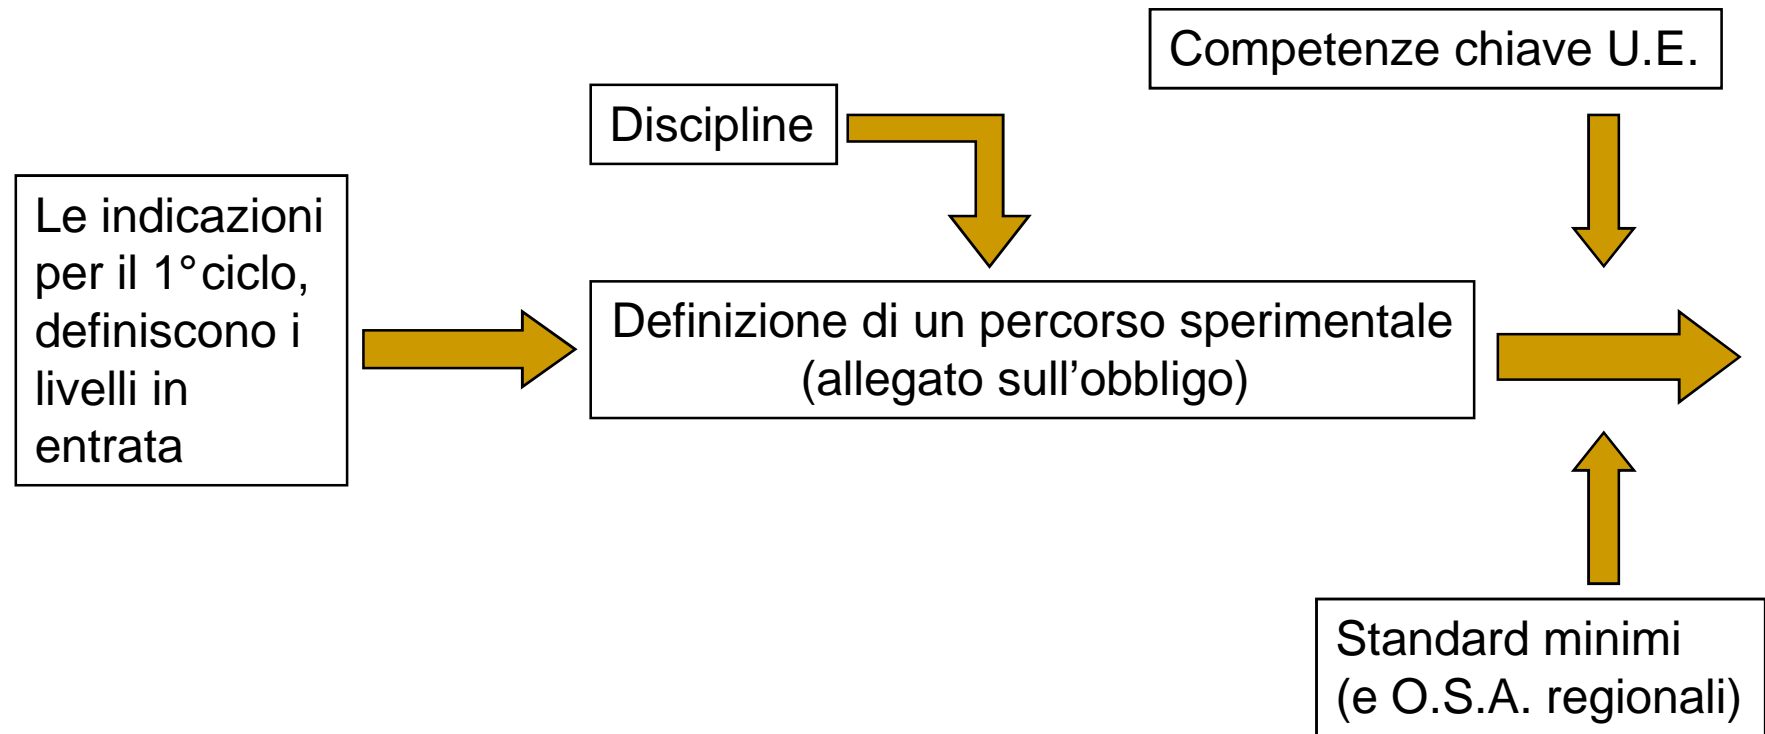 Competenze chiave U.E.
Discipline
Le indicazioni
per il 1° ciclo,
definiscono i
livelli in
entrata
Definizione di un percorso sperimentale
(allegato sull’obbligo)
Standard minimi
(e O.S.A. regionali)